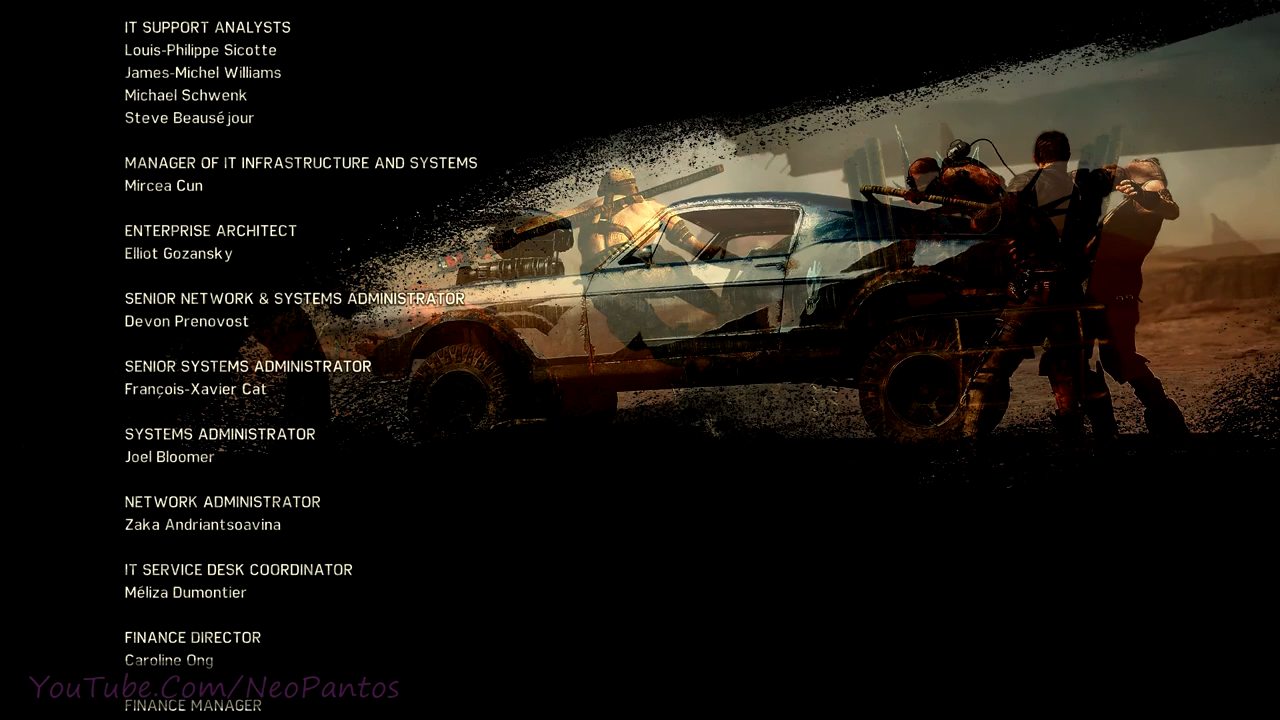 IT SUPPORT ANALYSTS
Louis-Philippe Sicotte
James-Michel Williams
Michael Schwenk
Steve Beauséjour
MANAGER OF IT INFRASTRUCTURE AND SYSTEMS
Mircea Cun
ENTERPRISE ARCHITECT
Elliot Gozansky
SENIOR NETWORK & SYSTEMS ADMINISTRATOR
Devon Prenovost
SENIOR SYSTEMS ADMINISTRATOR
François-Xavier Cat
SYSTEMS ADMINISTRATOR
Joel Bloomer
NETWORK ADMINISTRATOR
Zaka Andriantsoavina
IT SERVICE DESK COORDINATOR
Méliza Dumontier
FINANCE DIRECTOR
Caroline Ong
YouTube.Com/NeoPantos
FINANCE MANAGER